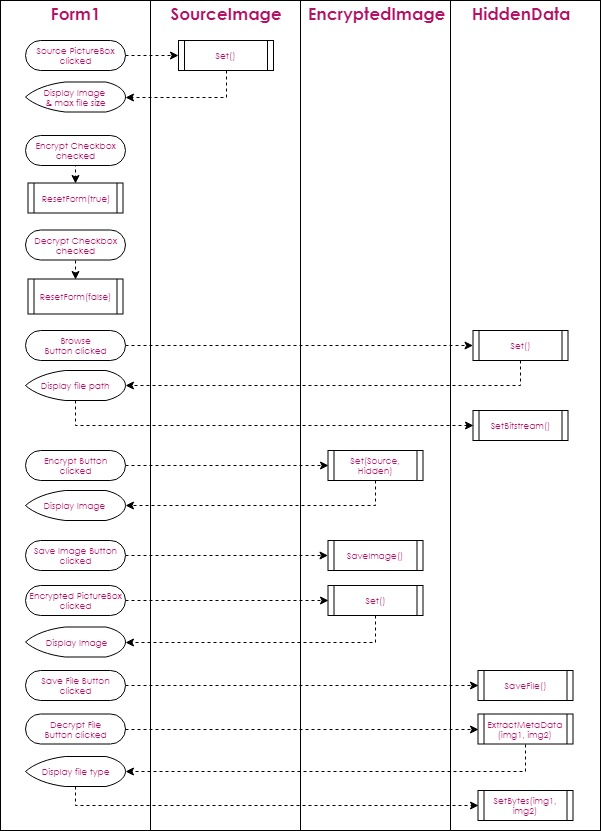 Form1
SourceImage
EncryptedImage
HiddenData
Source PictureBox
clicked
Set()
Display Image
& max file size
Encrypt Checkbox
checked
ResetForm(true)
Decrypt Checkbox
checked
ResetForm(false)
Browse
Button clicked
Set()
Display file path
SetBitstream()
Encrypt Button
clicked
Set(Source,
Hidden)
Display Image
Save Image Button
clicked
SaveImage()
Encrypted PictureBox
clicked
Set()
Display Image
Save File Button
clicked
SaveFile()
Decrypt File
Button clicked
ExtractMetaData
(img1, img2)
Display file type
SetBytes(img1,
img2)